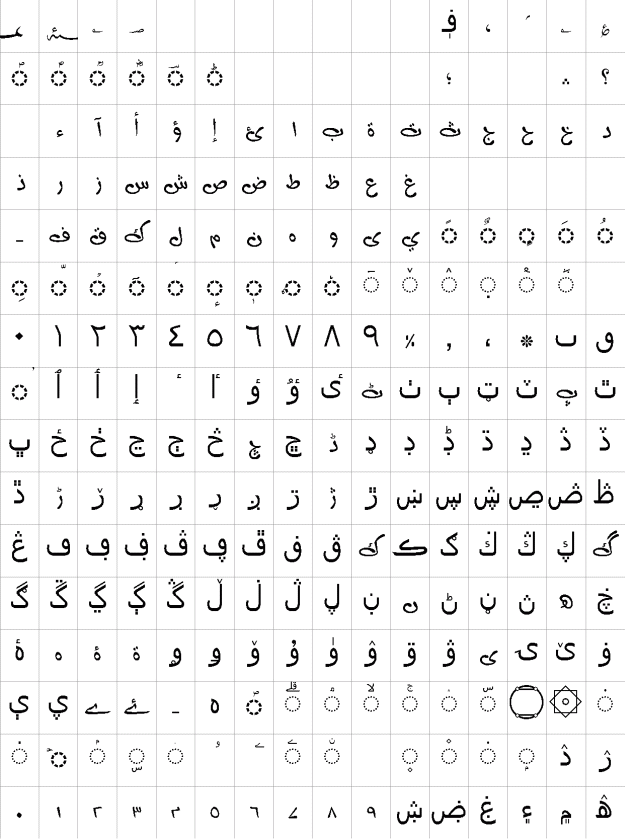 ؀ ؁ ؂ ؃ ؋ ، ؍ ؎ ؏
ؐ ؑ ؒ ؓ ؔ ؕ ؛ ؞ ؟
ء آ أ ؤ إ ئ ا ب ة ت ث ج ح خ د
ذ ر ز س ش ص ض ط ظ ع غ
ـ ف ق ك ل م ن ه و ى ي ً ٌ ٍ َ ُ
ِ ّ ْ ٓ ٔ ٕ ٖ ٗ ٘ ٙ ٚ ٛ ٜ ٝ ٞ
٠ ١ ٢ ٣ ٤ ٥ ٦ ٧ ٨ ٩ ٪ ٫ ٬ ٭ ٮ ٯ
ٰ ٱ ٲ ٳ ٴ ٵ ٶ ٷ ٸ ٹ ٺ ٻ ټ ٽ پ ٿ
ڀ ځ ڂ ڃ ڄ څ چ ڇ ڈ ډ ڊ ڋ ڌ ڍ ڎ ڏ
ڐ ڑ ڒ ړ ڔ ڕ ږ ڗ ژ ڙ ښ ڛ ڜ ڝ ڞ ڟ
ڠ ڡ ڢ ڣ ڤ ڥ ڦ ڧ ڨ ک ڪ ګ ڬ ڭ ڮ گ
ڰ ڱ ڲ ڳ ڴ ڵ ڶ ڷ ڸ ڹ ں ڻ ڼ ڽ ھ ڿ
ۀ ہ ۂ ۃ ۄ ۅ ۆ ۇ ۈ ۉ ۊ ۋ ی ۍ ێ ۏ
ې ۑ ے ۓ ۔ ە ۖ ۗ ۘ ۙ ۚ ۛ ۜ ۝ ۞ ۟
۠ ۡ ۢ ۣ ۤ ۥ ۦ ۧ ۨ ۪ ۫ ۬ ۭ ۮ ۯ
۰ ۱ ۲ ۳ ۴ ۵ ۶ ۷ ۸ ۹ ۺ ۻ ۼ ۽ ۾ ۿ